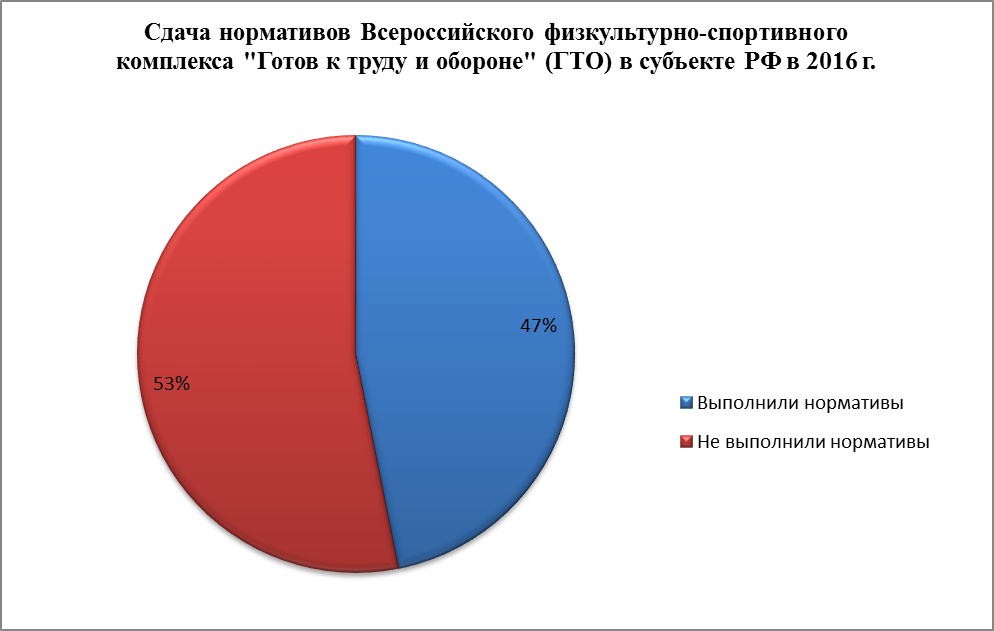 Сдача нормативов Всероссийского физкультурно-спортивного
комплекса "Готов к труду и обороне" (ГТО) в субъекте РФ в 2016 г.
47%
53%
Выполнили нормативы
Не выполнили нормативы